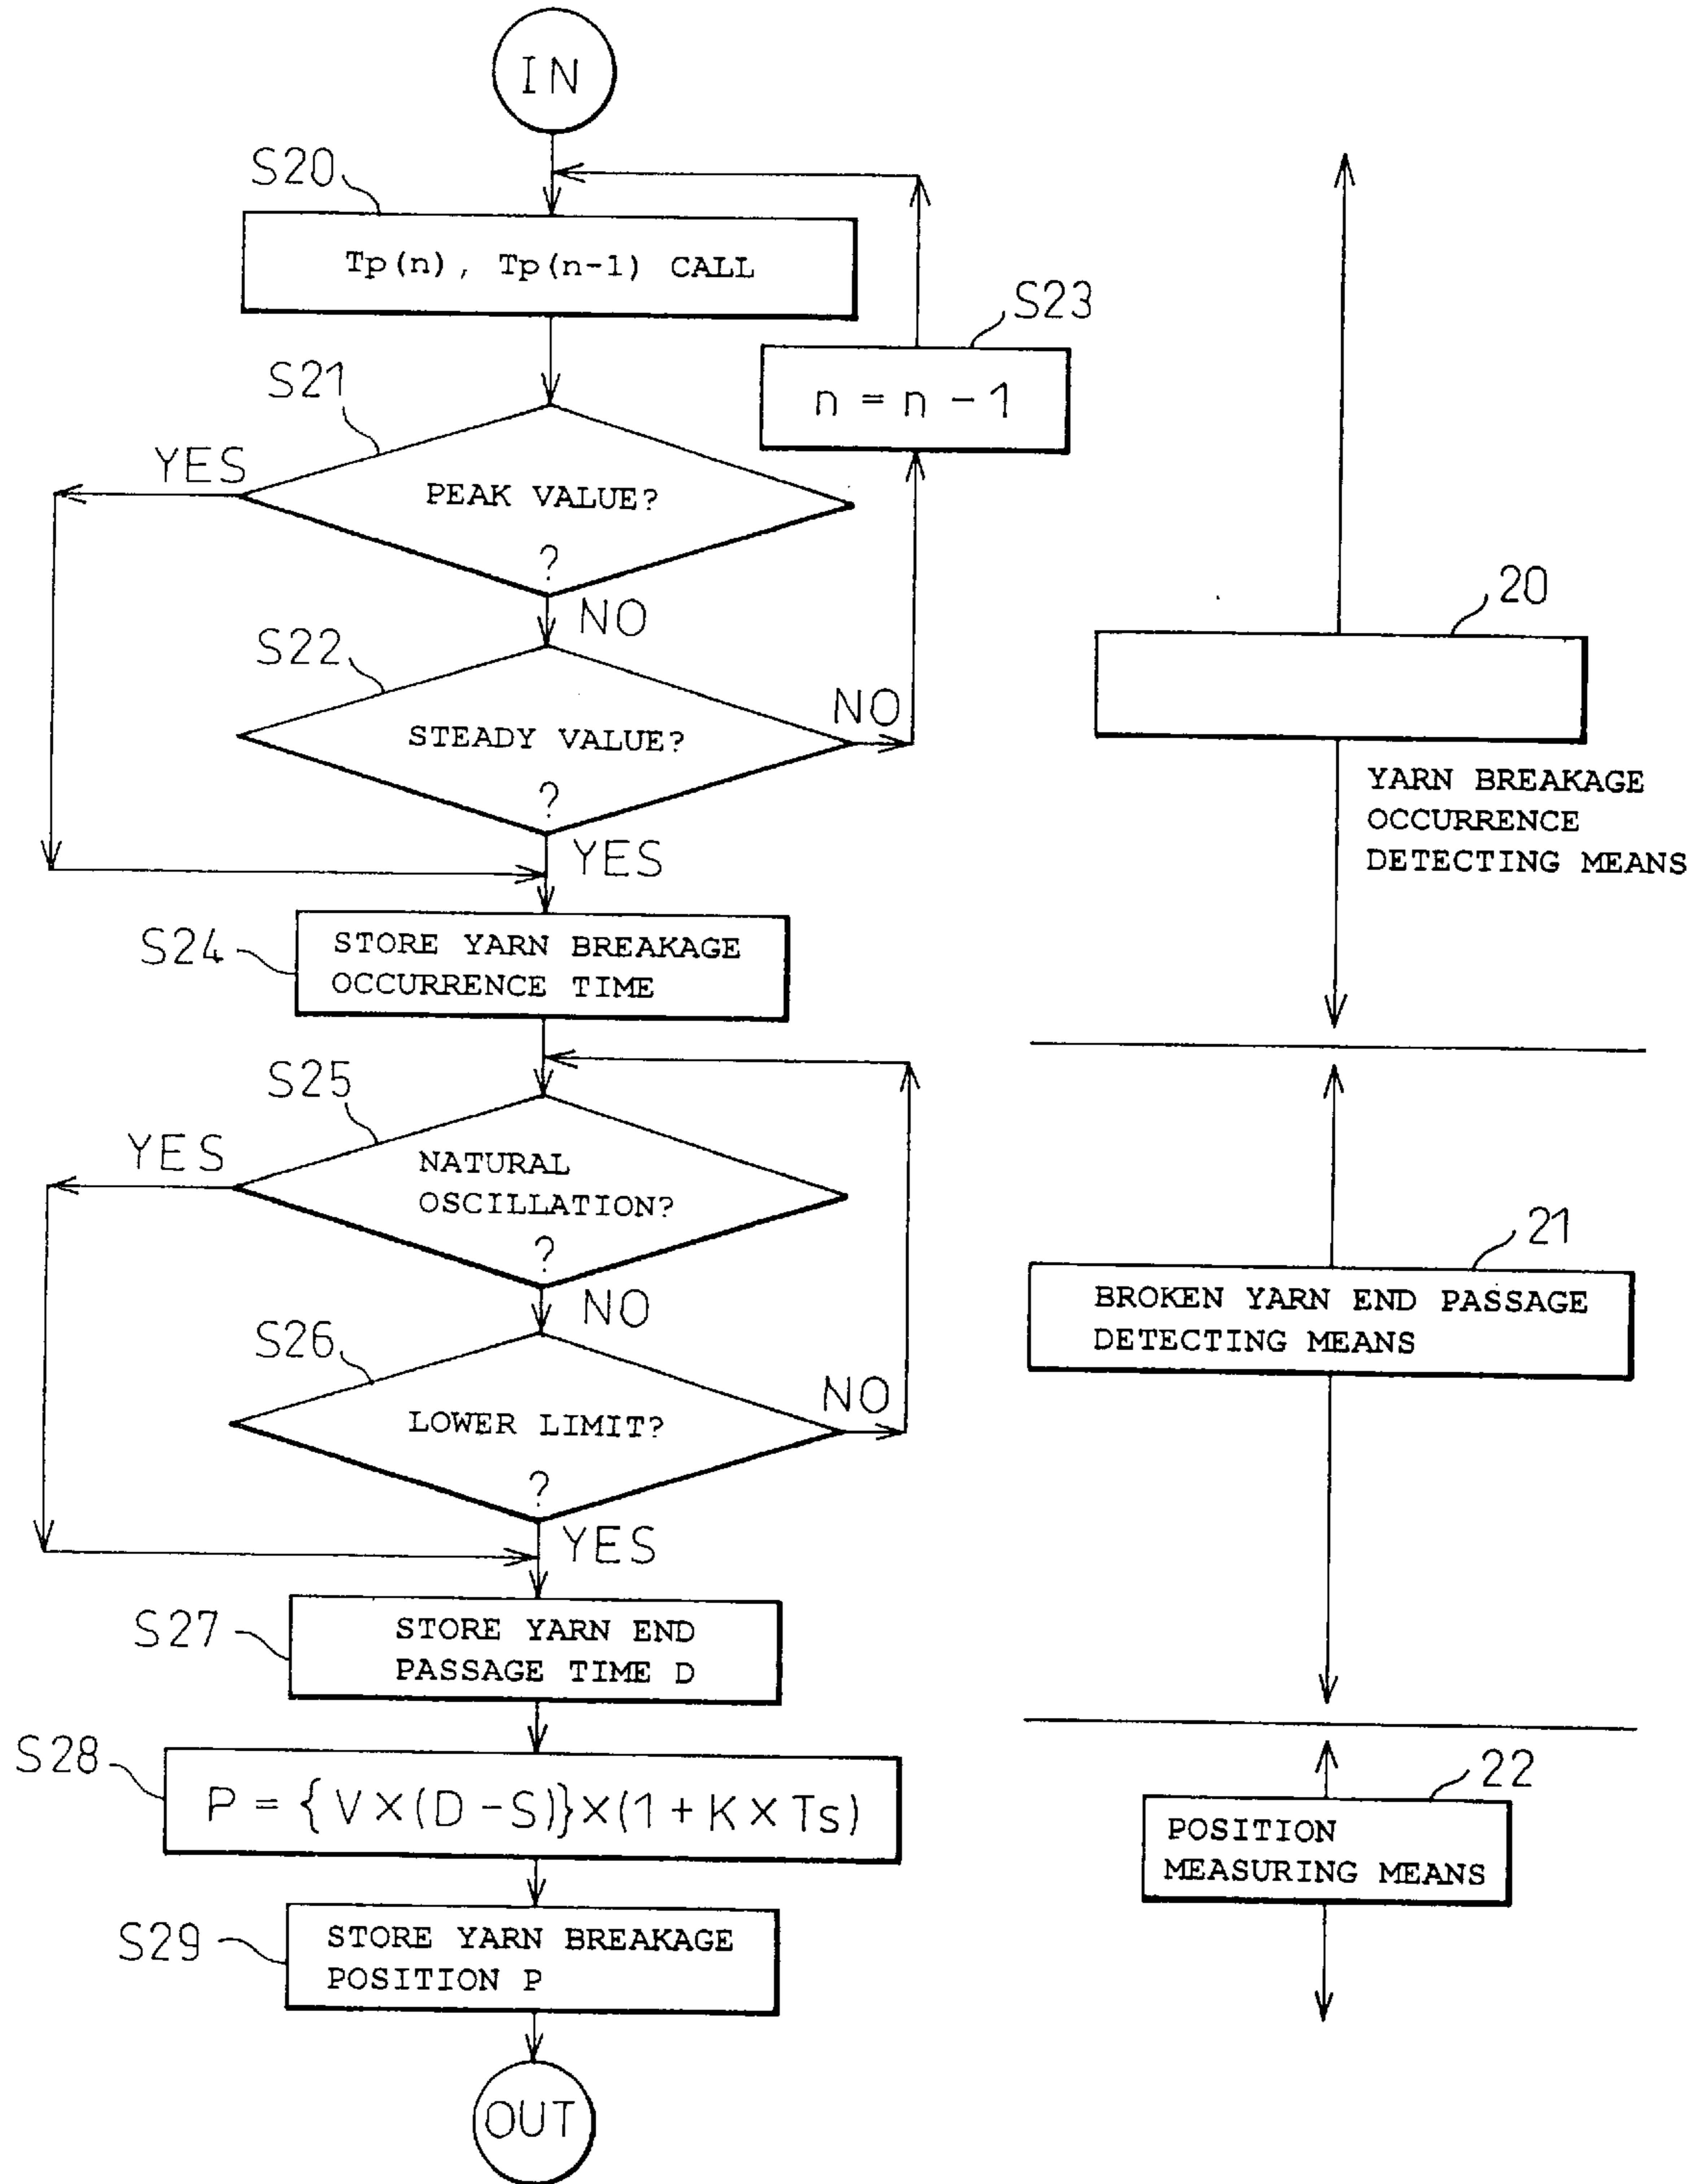 IN
S20
Tp(n), Tp(n-1) CALL
S23
n = n - 1
S21
YES
PEAK VALUE?
?
NO
S22
NO
STEADY VALUE?
?
YES
20
YARN BREAKAGE
OCCURRENCE
DETECTING MEANS
S24
STORE YARN BREAKAGE
OCCURRENCE TIME
S25
YES
NATURAL
OSCILLATION?
?
NO
S26
NO
LOWER LIMIT?
?
YES
21
BROKEN YARN END PASSAGE
DETECTING MEANS
S27
STORE YARN END
PASSAGE TIME D
S28
P = {V×(D-S)}×(1+K×Ts)
22
POSITION
MEASURING MEANS
S29
STORE YARN BREAKAGE
POSITION P
OUT